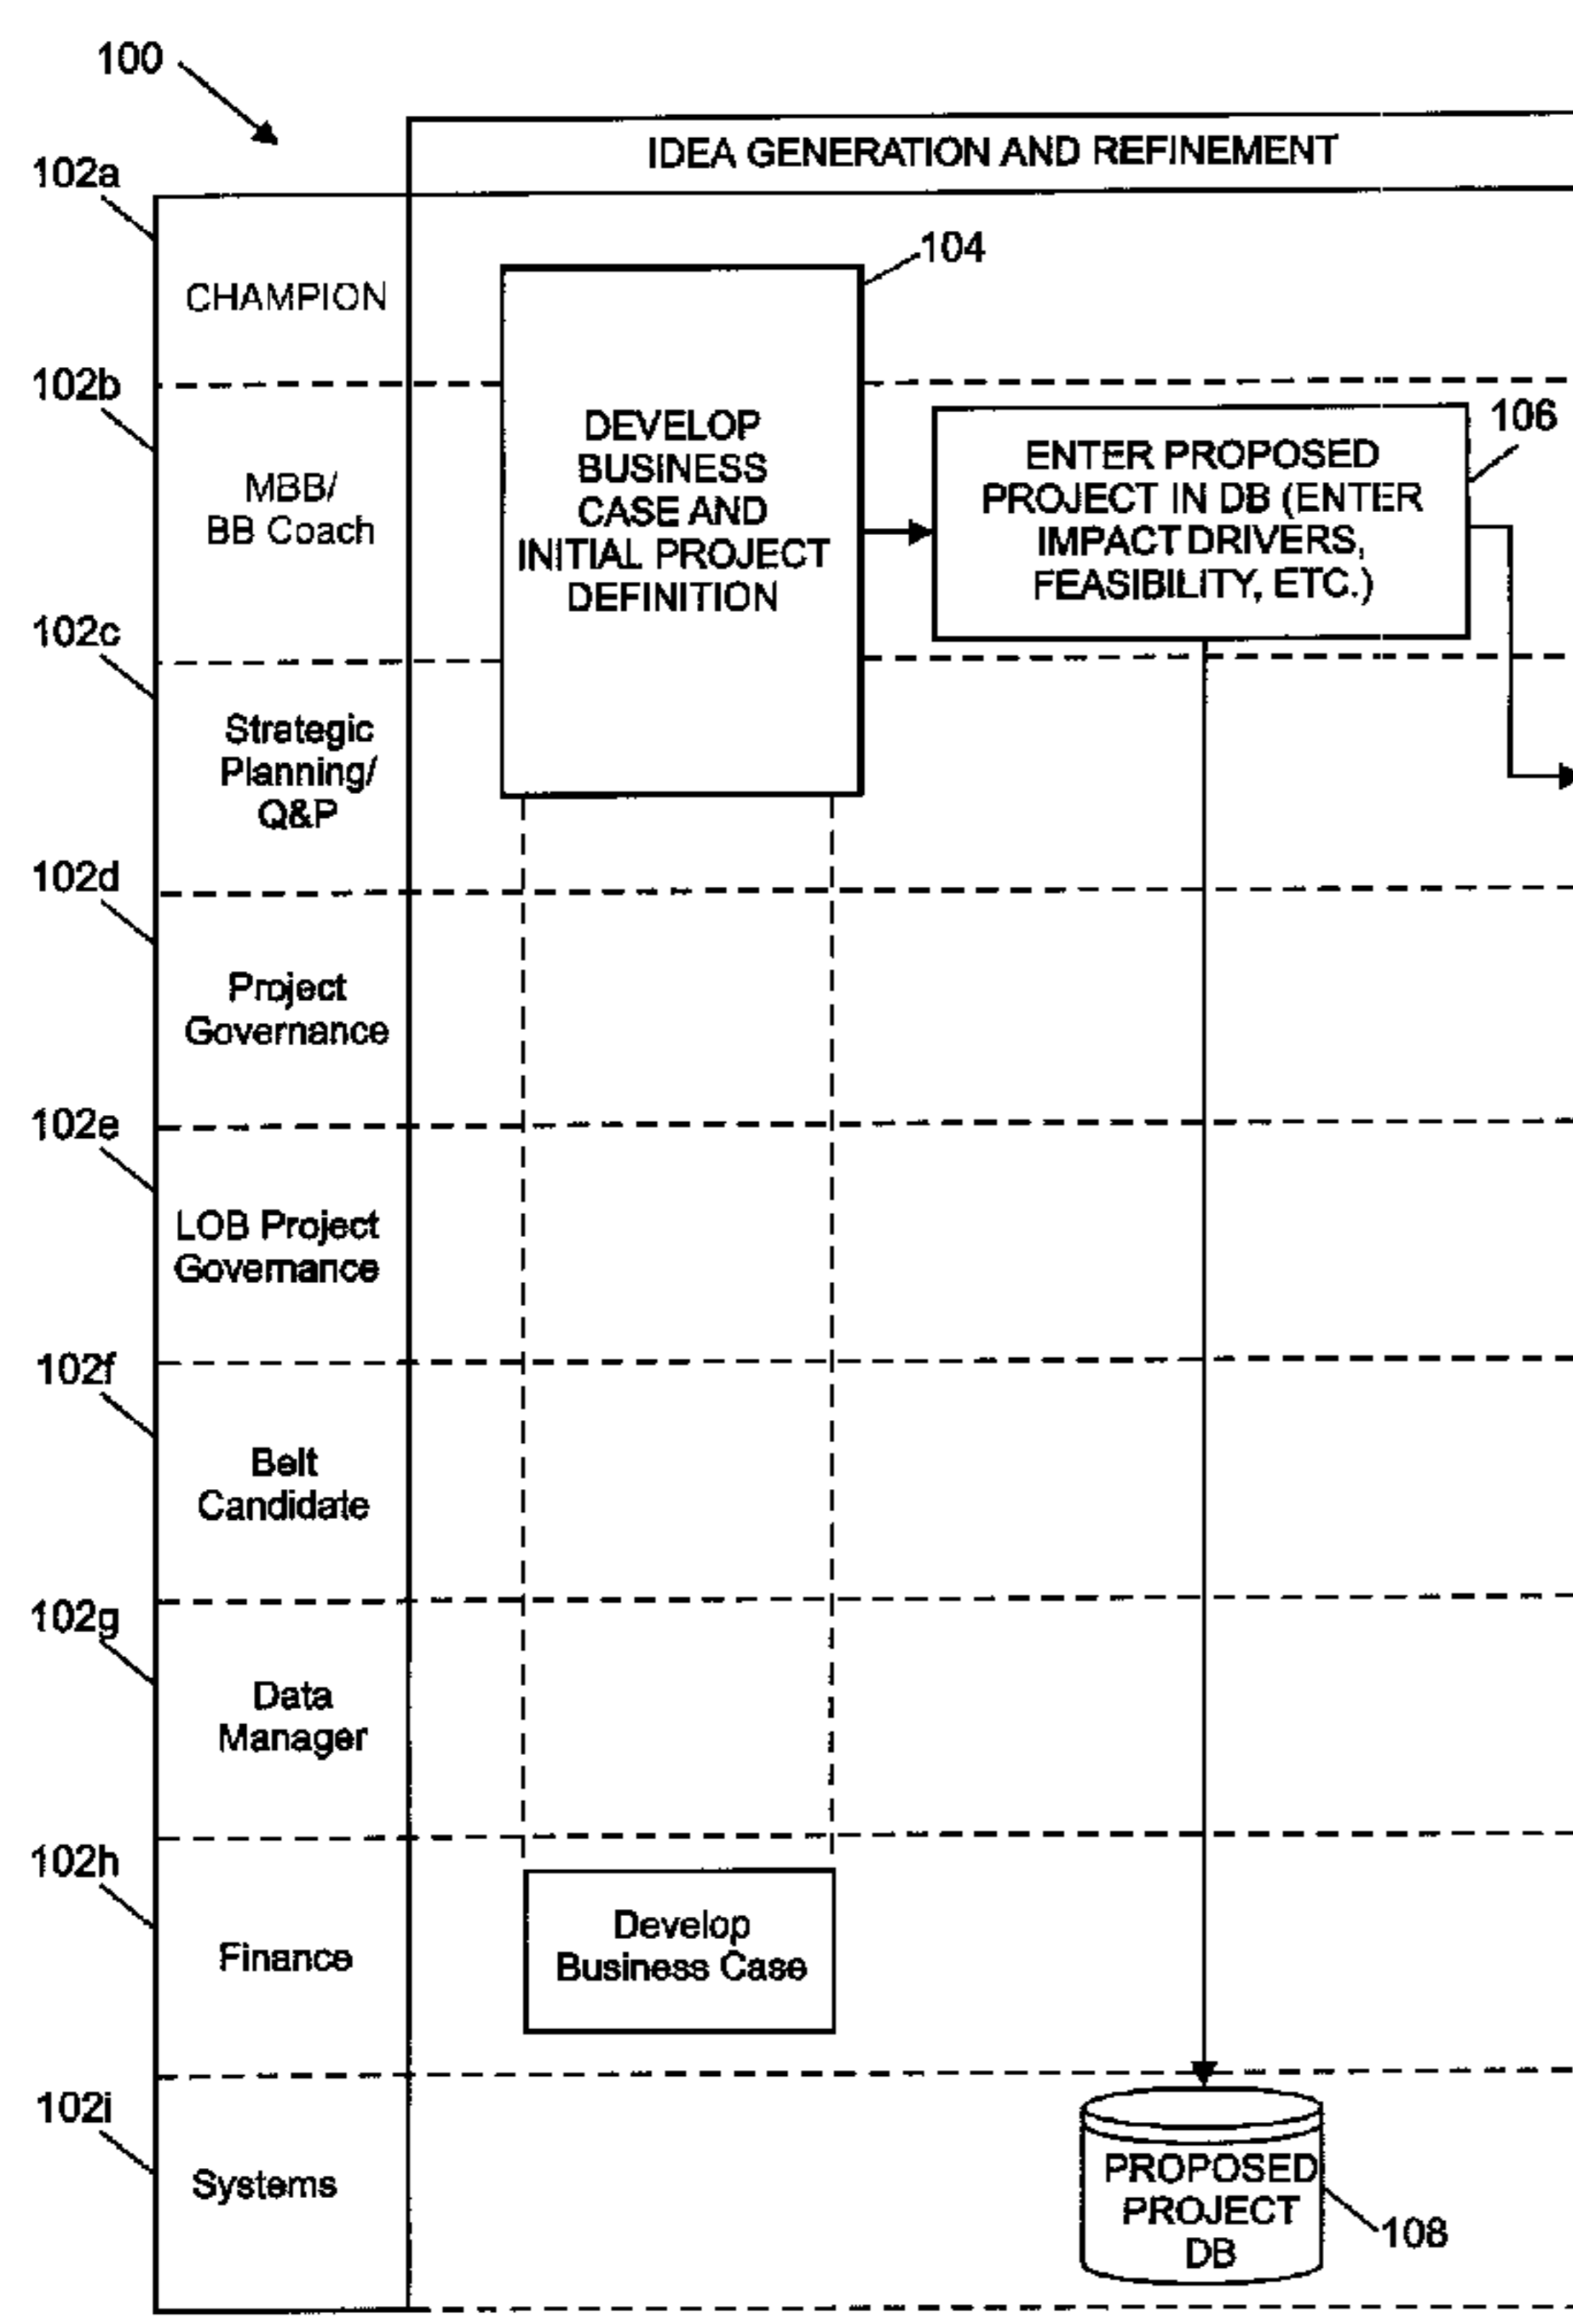 100
IDEA GENERATION AND REFINEMENT
102a
CHAMPION
104
102b
MBB/
BB Coach
DEVELOP
BUSINESS
CASE AND
INITIAL PROJECT
DEFINITION
ENTER PROPOSED
PROJECT IN DB (ENTER
IMPACT DRIVERS,
FEASIBILITY, ETC.)
106
102c
Strategic
Planning/
Q&P
102d
Project
Governance
102e
LOB Project
Governance
102f
Belt
Candidate
102g
Data
Manager
102h
Finance
Develop
Business Case
102i
Systems
PROPOSED
PROJECT
DB
108